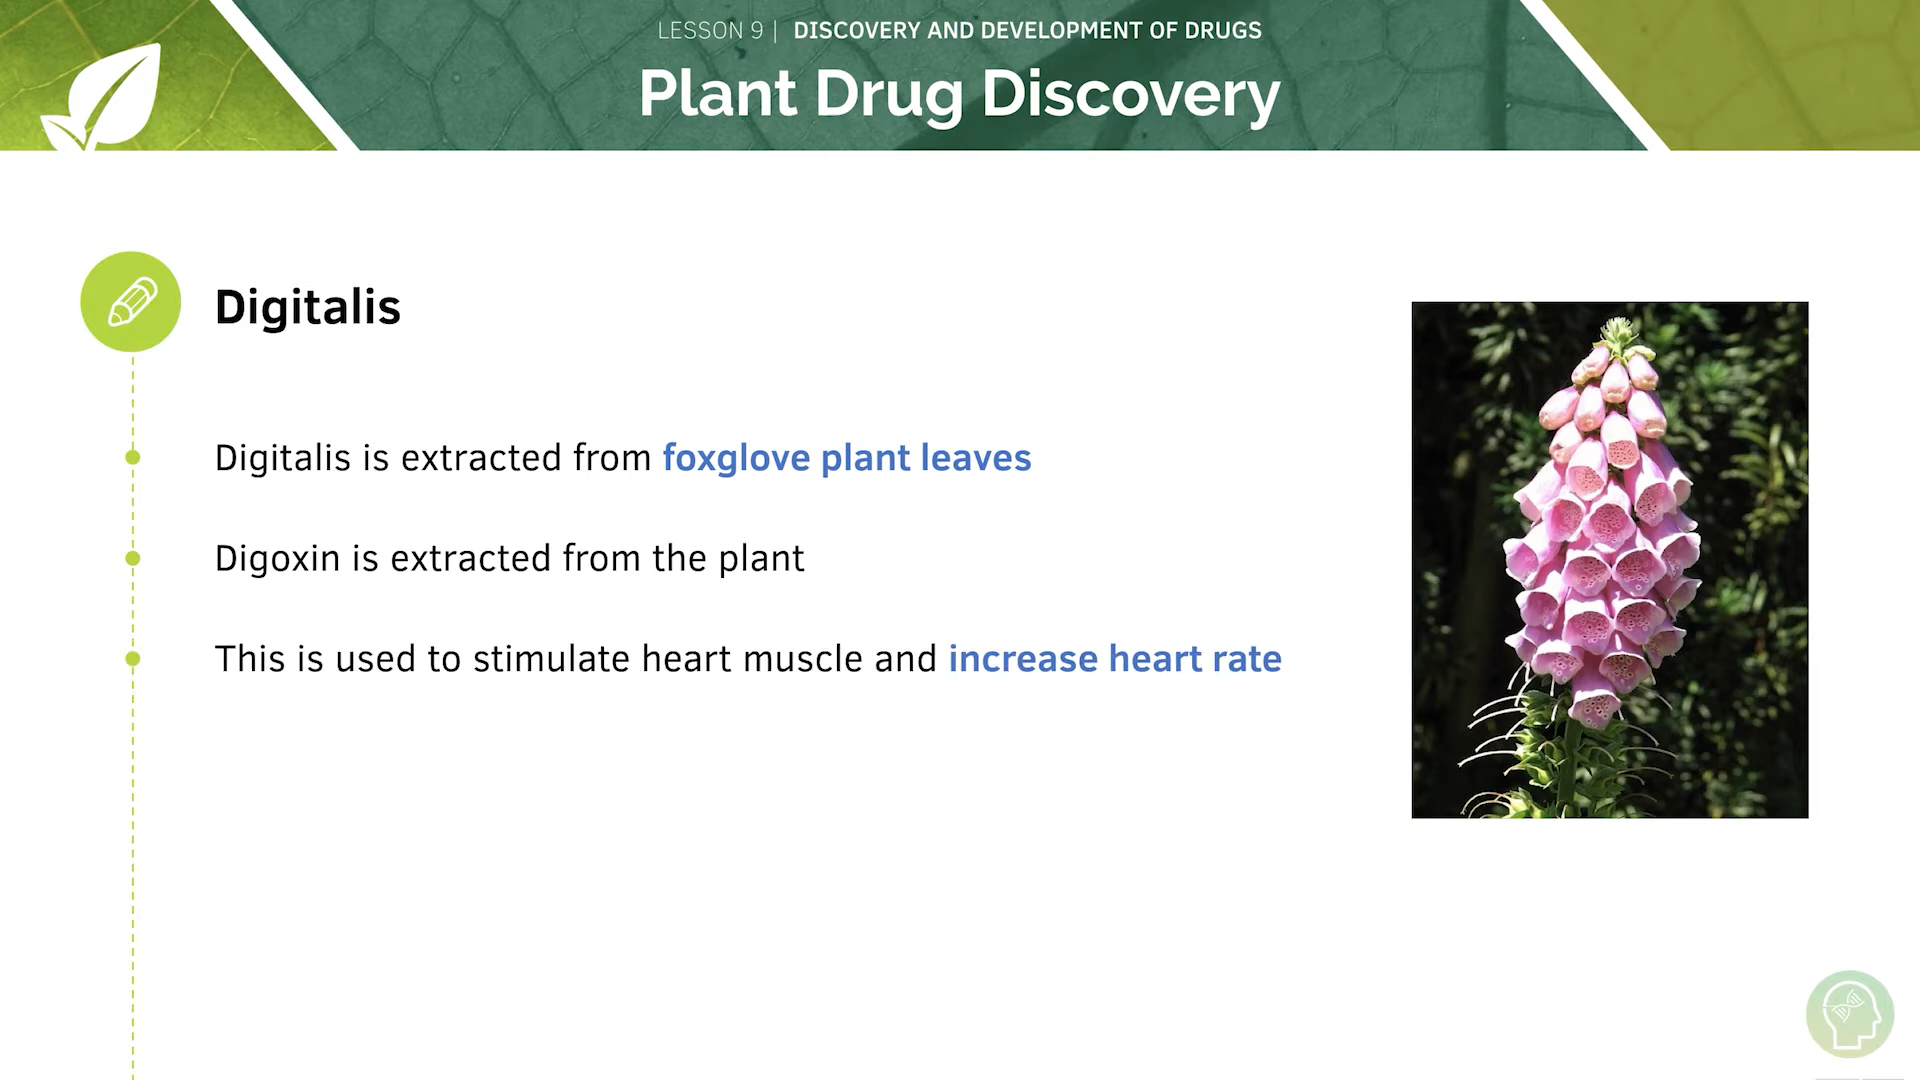 LESSON 9 | DISCOVERY AND DEVELOPMENT OF DRUGS
Plant Drug Discovery
Digitalis
Digitalis is extracted from foxglove plant leaves
Digoxin is extracted from the plant
This is used to stimulate heart muscle and increase heart rate